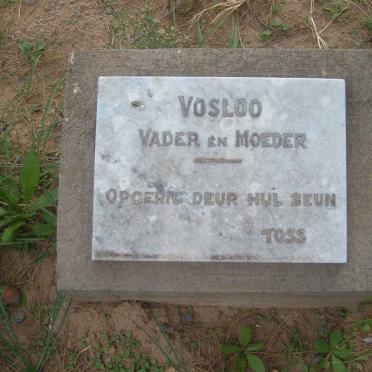 VOSLOO
VADER EN MOEDER
OPGERIG DEUR HUL SEUN
TOSS